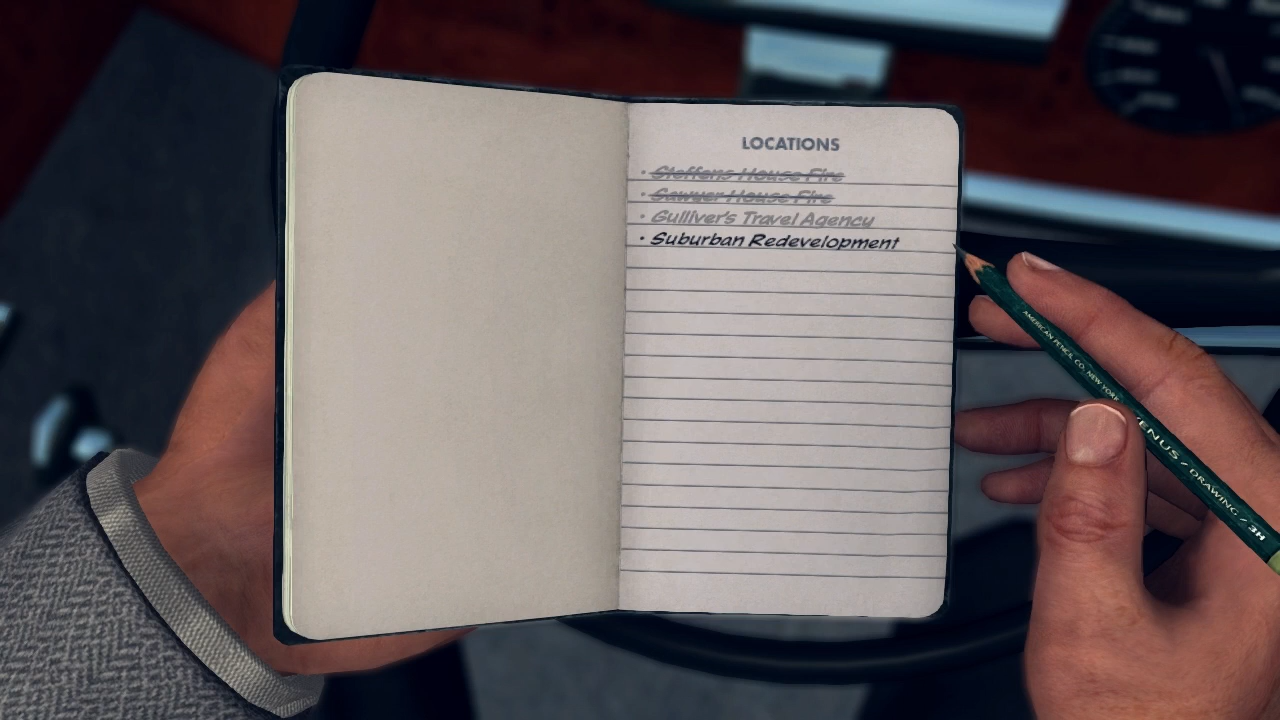 LOCATIONS
· Steffens House Fire
· Sawyer House Fire
· Gulliver's Travel Agency
· Suburban Redevelopment
AMERICAN PENCIL CO. NEW YORK
VENUS / DRAWING / 3H